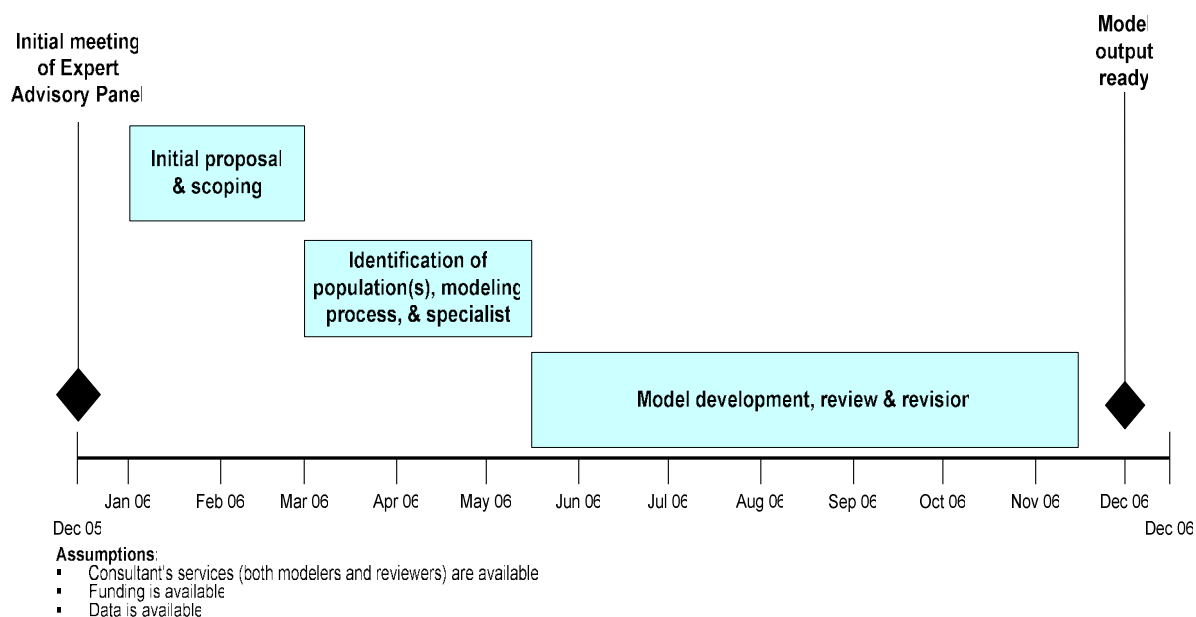 Initial meeting
of Expert
Advisory Panel
Model
output
ready
Initial proposal
& scoping
Identification of
population(s), modeling
process, & specialist
Model development, review & revision
Jan 06
Feb 06
Mar 06
Apr 06
May 06
Jun 06
Jul 06
Aug 06
Sep 06
Oct 06
Nov 06
Dec 06
Dec 05
Dec 06
Assumptions:
▪ Consultant's services (both modelers and reviewers) are available
▪ Funding is available
▪ Data is available